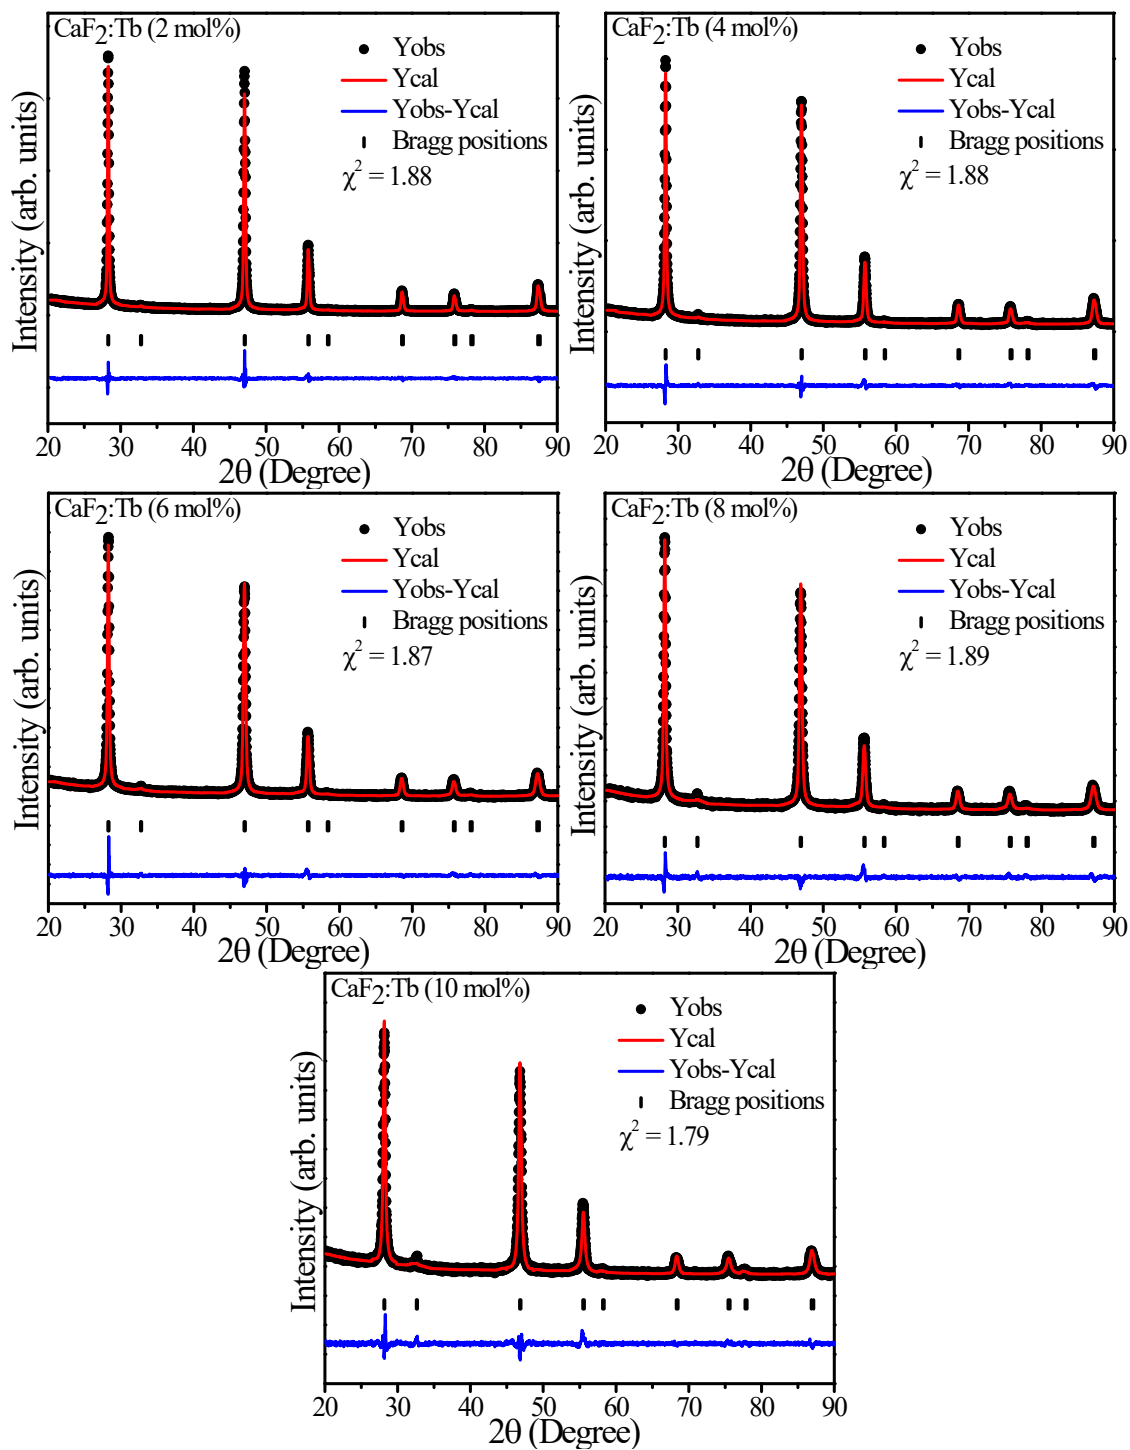 CaF2:Tb (2 mol%)
Yobs
Ycal
Yobs-Ycal
Bragg positions
χ2 = 1.88
Intensity (arb. units)
20 30 40 50 60 70 80 90
2θ (Degree)
CaF2:Tb (4 mol%)
Yobs
Ycal
Yobs-Ycal
Bragg positions
χ2 = 1.88
Intensity (arb. units)
20 30 40 50 60 70 80 90
2θ (Degree)
CaF2:Tb (6 mol%)
Yobs
Ycal
Yobs-Ycal
Bragg positions
χ2 = 1.87
Intensity (arb. units)
20 30 40 50 60 70 80 90
2θ (Degree)
CaF2:Tb (8 mol%)
Yobs
Ycal
Yobs-Ycal
Bragg positions
χ2 = 1.89
Intensity (arb. units)
20 30 40 50 60 70 80 90
2θ (Degree)
CaF2:Tb (10 mol%)
Yobs
Ycal
Yobs-Ycal
Bragg positions
χ2 = 1.79
Intensity (arb. units)
20 30 40 50 60 70 80 90
2θ (Degree)